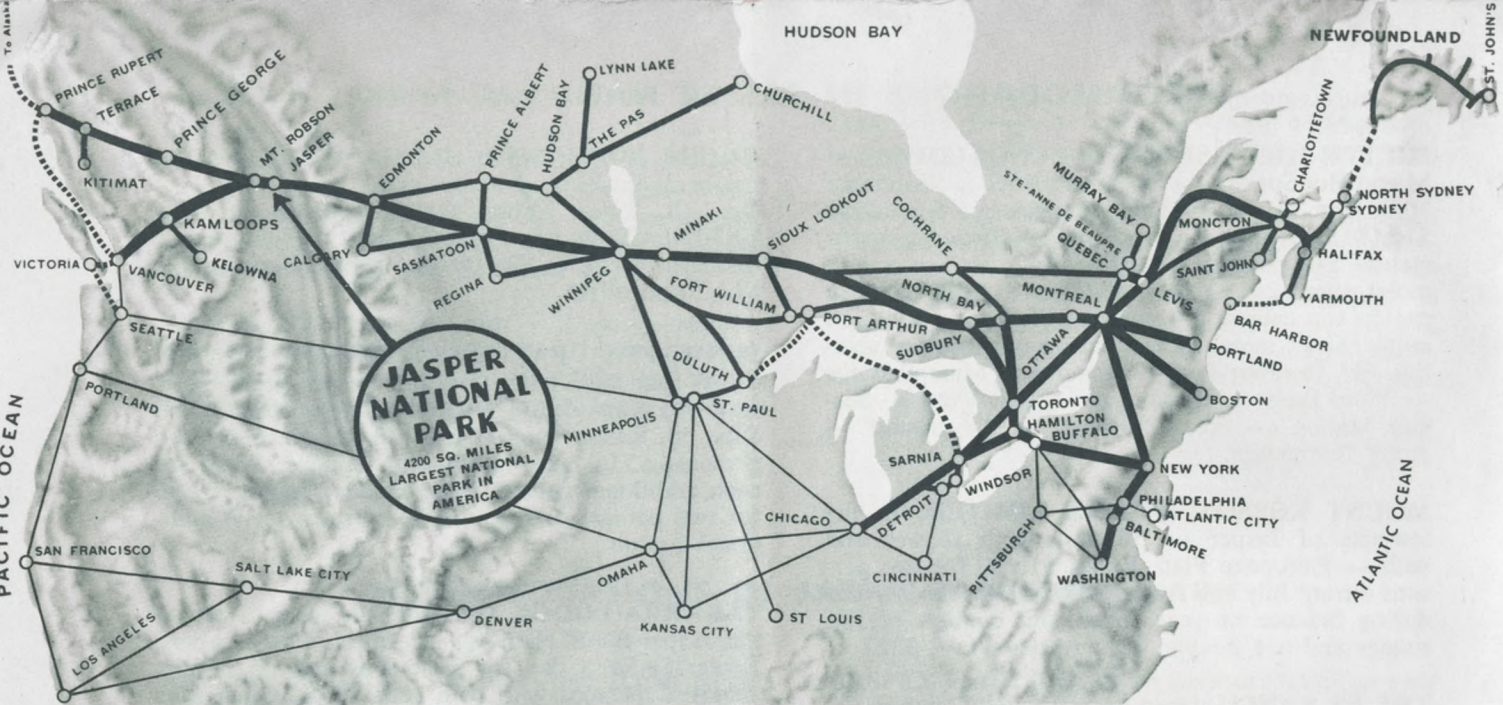 To Alaska
HUDSON BAY
NEWFOUNDLAND
ST. JOHN'S
PRINCE RUPERT
TERRACE
PRINCE GEORGE
MT. ROBSON
JASPER
KITIMAT
EDMONTON
PRINCE ALBERT
HUDSON BAY
LYNN LAKE
THE PAS
CHURCHILL
CHARLOTTETOWN
MURRAY BAY
STE-ANNE DE BEAUPRE
QUEBEC
NORTH SYDNEY
SYDNEY
MONCTON
KAMLOOPS
KELOWNA
CALGARY
SASKATOON
REGINA
WINNIPEG
MINAKI
SIOUX LOOKOUT
COCHRANE
SAINT JOHN
HALIFAX
VICTORIA
VANCOUVER
FORT WILLIAM
PORT ARTHUR
NORTH BAY
SUDBURY
MONTREAL
LEVIS
OTTAWA
YARMOUTH
BAR HARBOR
SEATTLE
PORTLAND
JASPER
NATIONAL
PARK
4200 SQ. MILES
LARGEST NATIONAL
PARK IN
AMERICA
DULUTH
MINNEAPOLIS
ST. PAUL
PORTLAND
BOSTON
TORONTO
HAMILTON
BUFFALO
SARNIA
WINDSOR
DETROIT
NEW YORK
PHILADELPHIA
ATLANTIC CITY
BALTIMORE
PACIFIC OCEAN
ATLANTIC OCEAN
CHICAGO
CINCINNATI
PITTSBURGH
WASHINGTON
SAN FRANCISCO
SALT LAKE CITY
LOS ANGELES
DENVER
OMAHA
KANSAS CITY
ST LOUIS